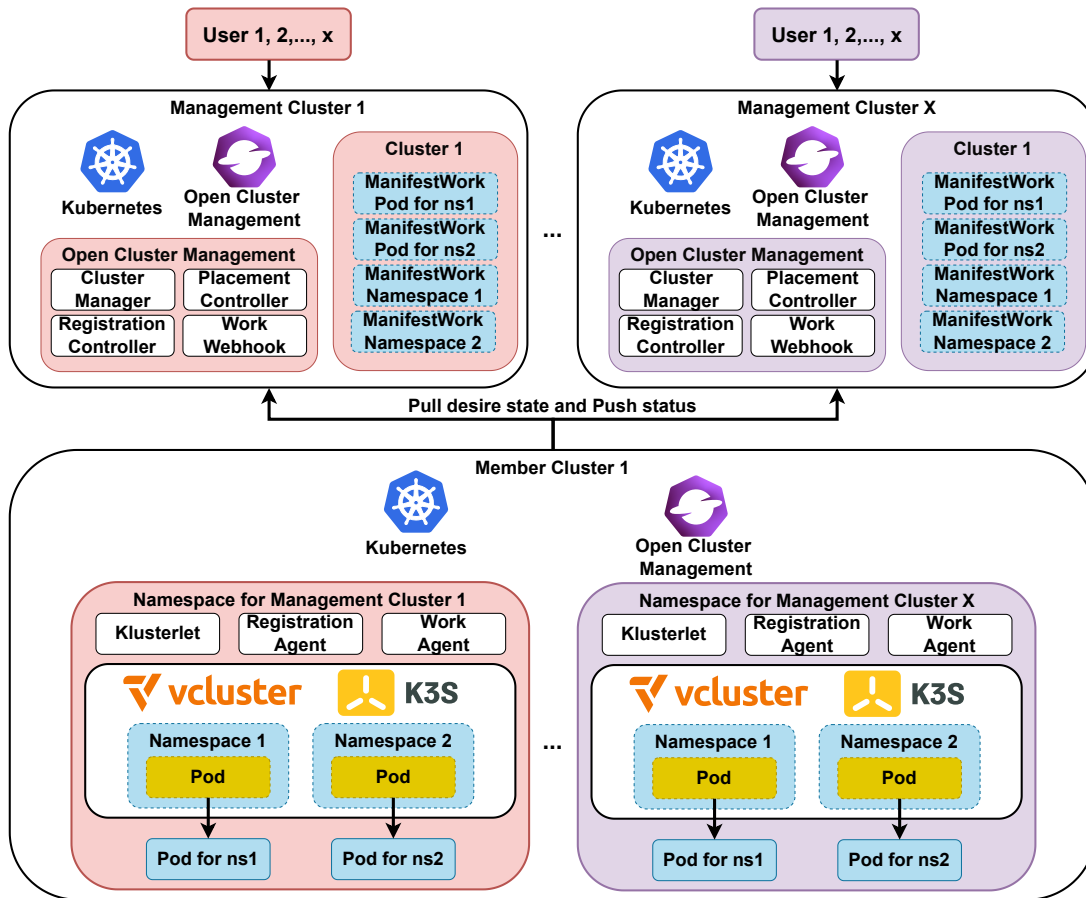 User 1, 2,..., x
User 1, 2,..., x
Management Cluster 1
Kubernetes
Open Cluster
Management
Cluster 1
ManifestWork
Pod for ns1
ManifestWork
Pod for ns2
ManifestWork
Namespace 1
ManifestWork
Namespace 2
Open Cluster Management
Cluster
Manager
Placement
Controller
Registration
Controller
Work
Webhook
...
Management Cluster X
Kubernetes
Open Cluster
Management
Cluster 1
ManifestWork
Pod for ns1
ManifestWork
Pod for ns2
ManifestWork
Namespace 1
ManifestWork
Namespace 2
Open Cluster Management
Cluster
Manager
Placement
Controller
Registration
Controller
Work
Webhook
Pull desire state and Push status
Member Cluster 1
Kubernetes
Open Cluster
Management
Namespace for Management Cluster 1
Klusterlet
Registration
Agent
Work
Agent
vcluster
K3S
Namespace 1
Pod
Namespace 2
Pod
Pod for ns1
Pod for ns2
...
Namespace for Management Cluster X
Klusterlet
Registration
Agent
Work
Agent
vcluster
K3S
Namespace 1
Pod
Namespace 2
Pod
Pod for ns1
Pod for ns2